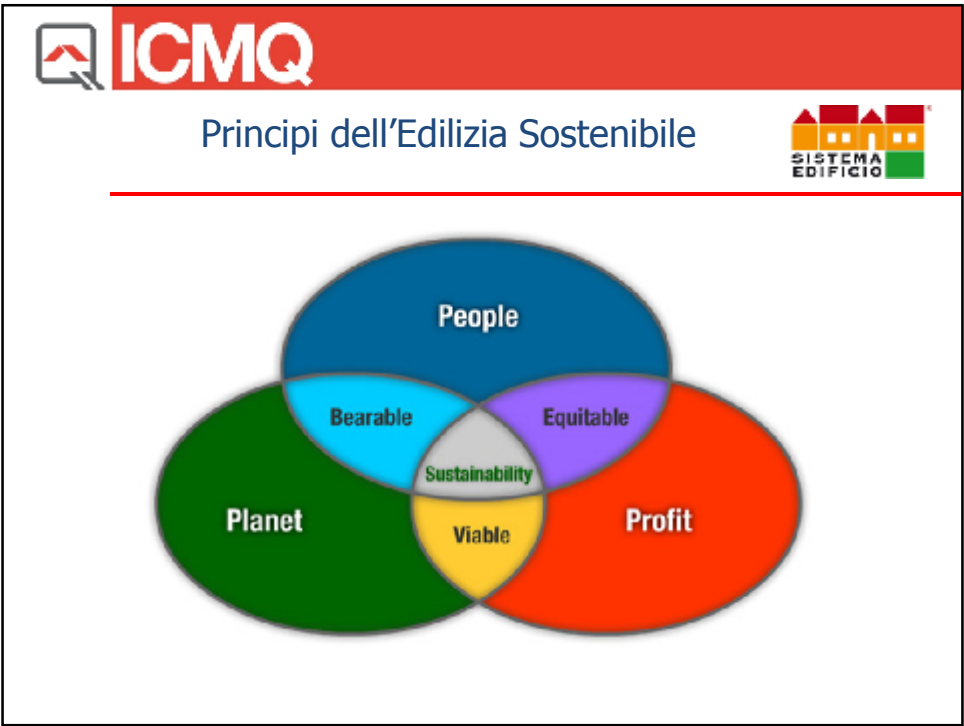 ICMQ
Principi dell’Edilizia Sostenibile
SISTEMA
EDIFICIO
®
People
Bearable
Equitable
Sustainability
Planet
Viable
Profit